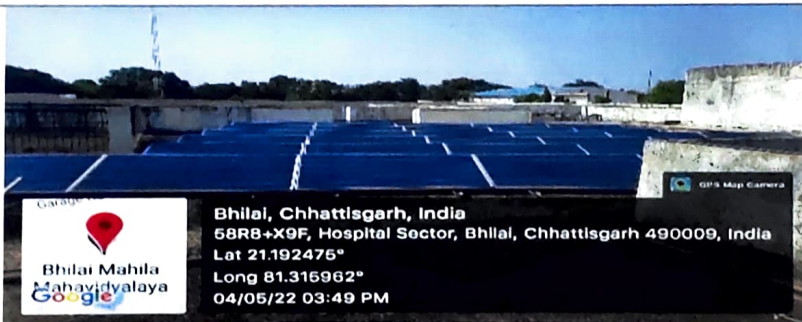 GPS Map Camera
Bhilai, Chhattisgarh, India
58R8+X9F, Hospital Sector, Bhilai, Chhattisgarh 490009, India
Lat 21.192475°
Long 81.315962°
04/05/22 03:49 PM
Garage
Bhilai Mahila
Mahavidyalaya
Google